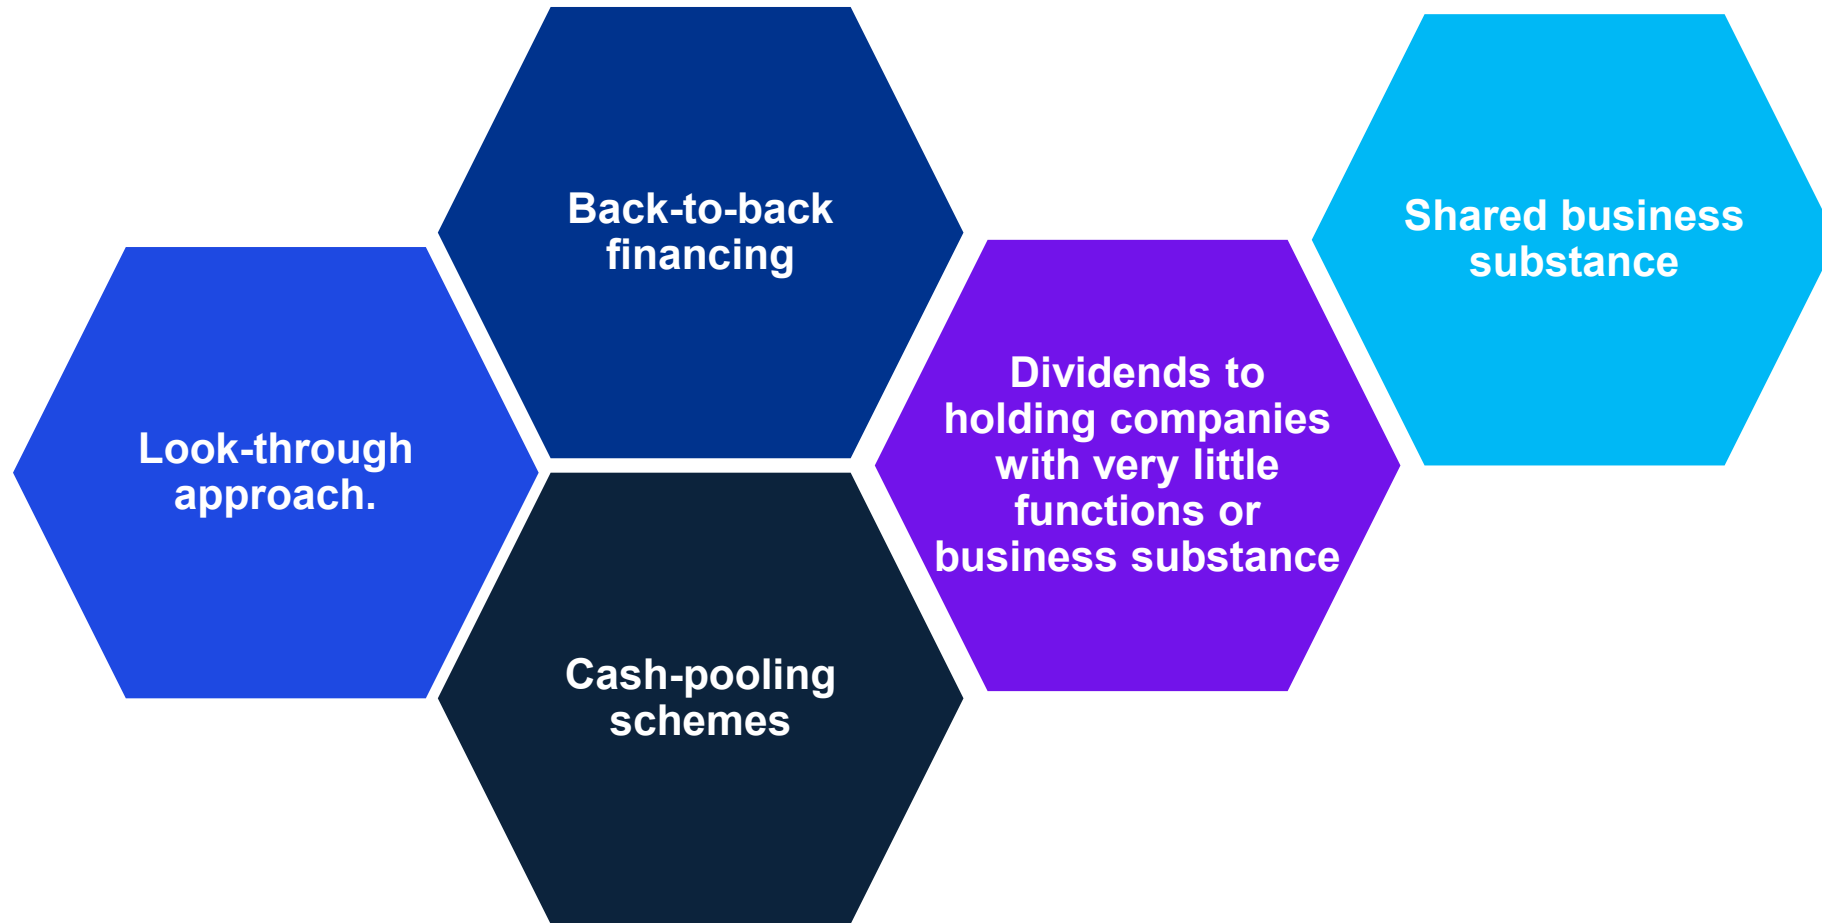 Look-through
approach.
Back-to-back
financing
Cash-pooling
schemes
Dividends to
holding companies
with very little
functions or
business substance
Shared business
substance